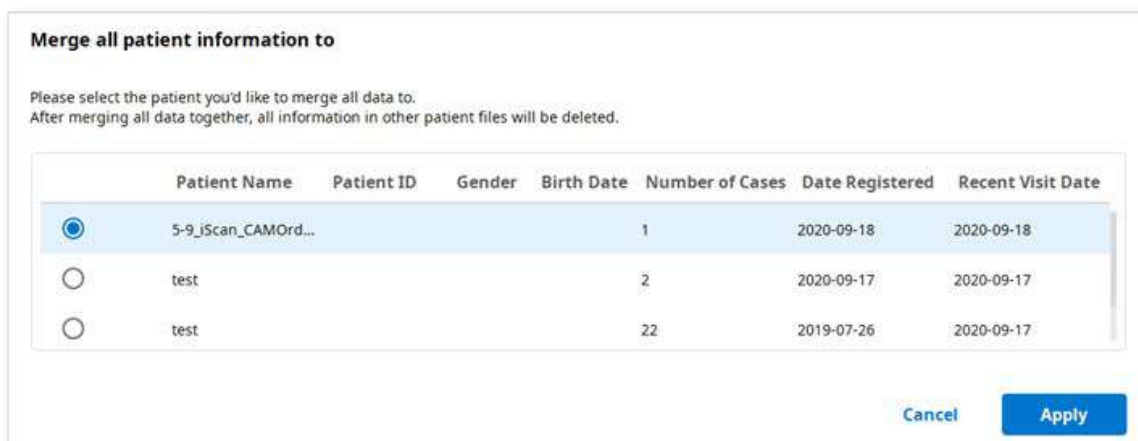 Merge all patient information to
Please select the patient you'd like to merge all data to.
After merging all data together, all information in other patient files will be deleted.
Patient Name Patient ID Gender Birth Date Number of Cases Date Registered Recent Visit Date
5-9_iScan_CAMOrd... 1 2020-09-18 2020-09-18
test 2 2020-09-17 2020-09-17
test 22 2019-07-26 2020-09-17
Cancel Apply